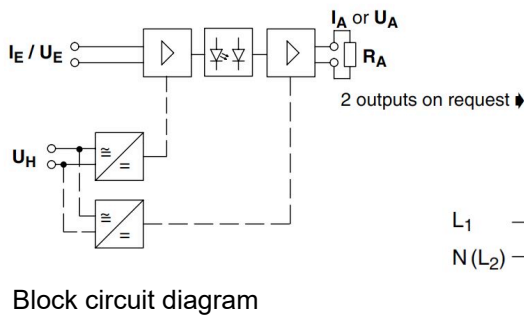 I_A or U_A
I_E / U_E
R_A
2 outputs on request
U_H
≅
=
≅
=
L₁
N (L₂)
Block circuit diagram